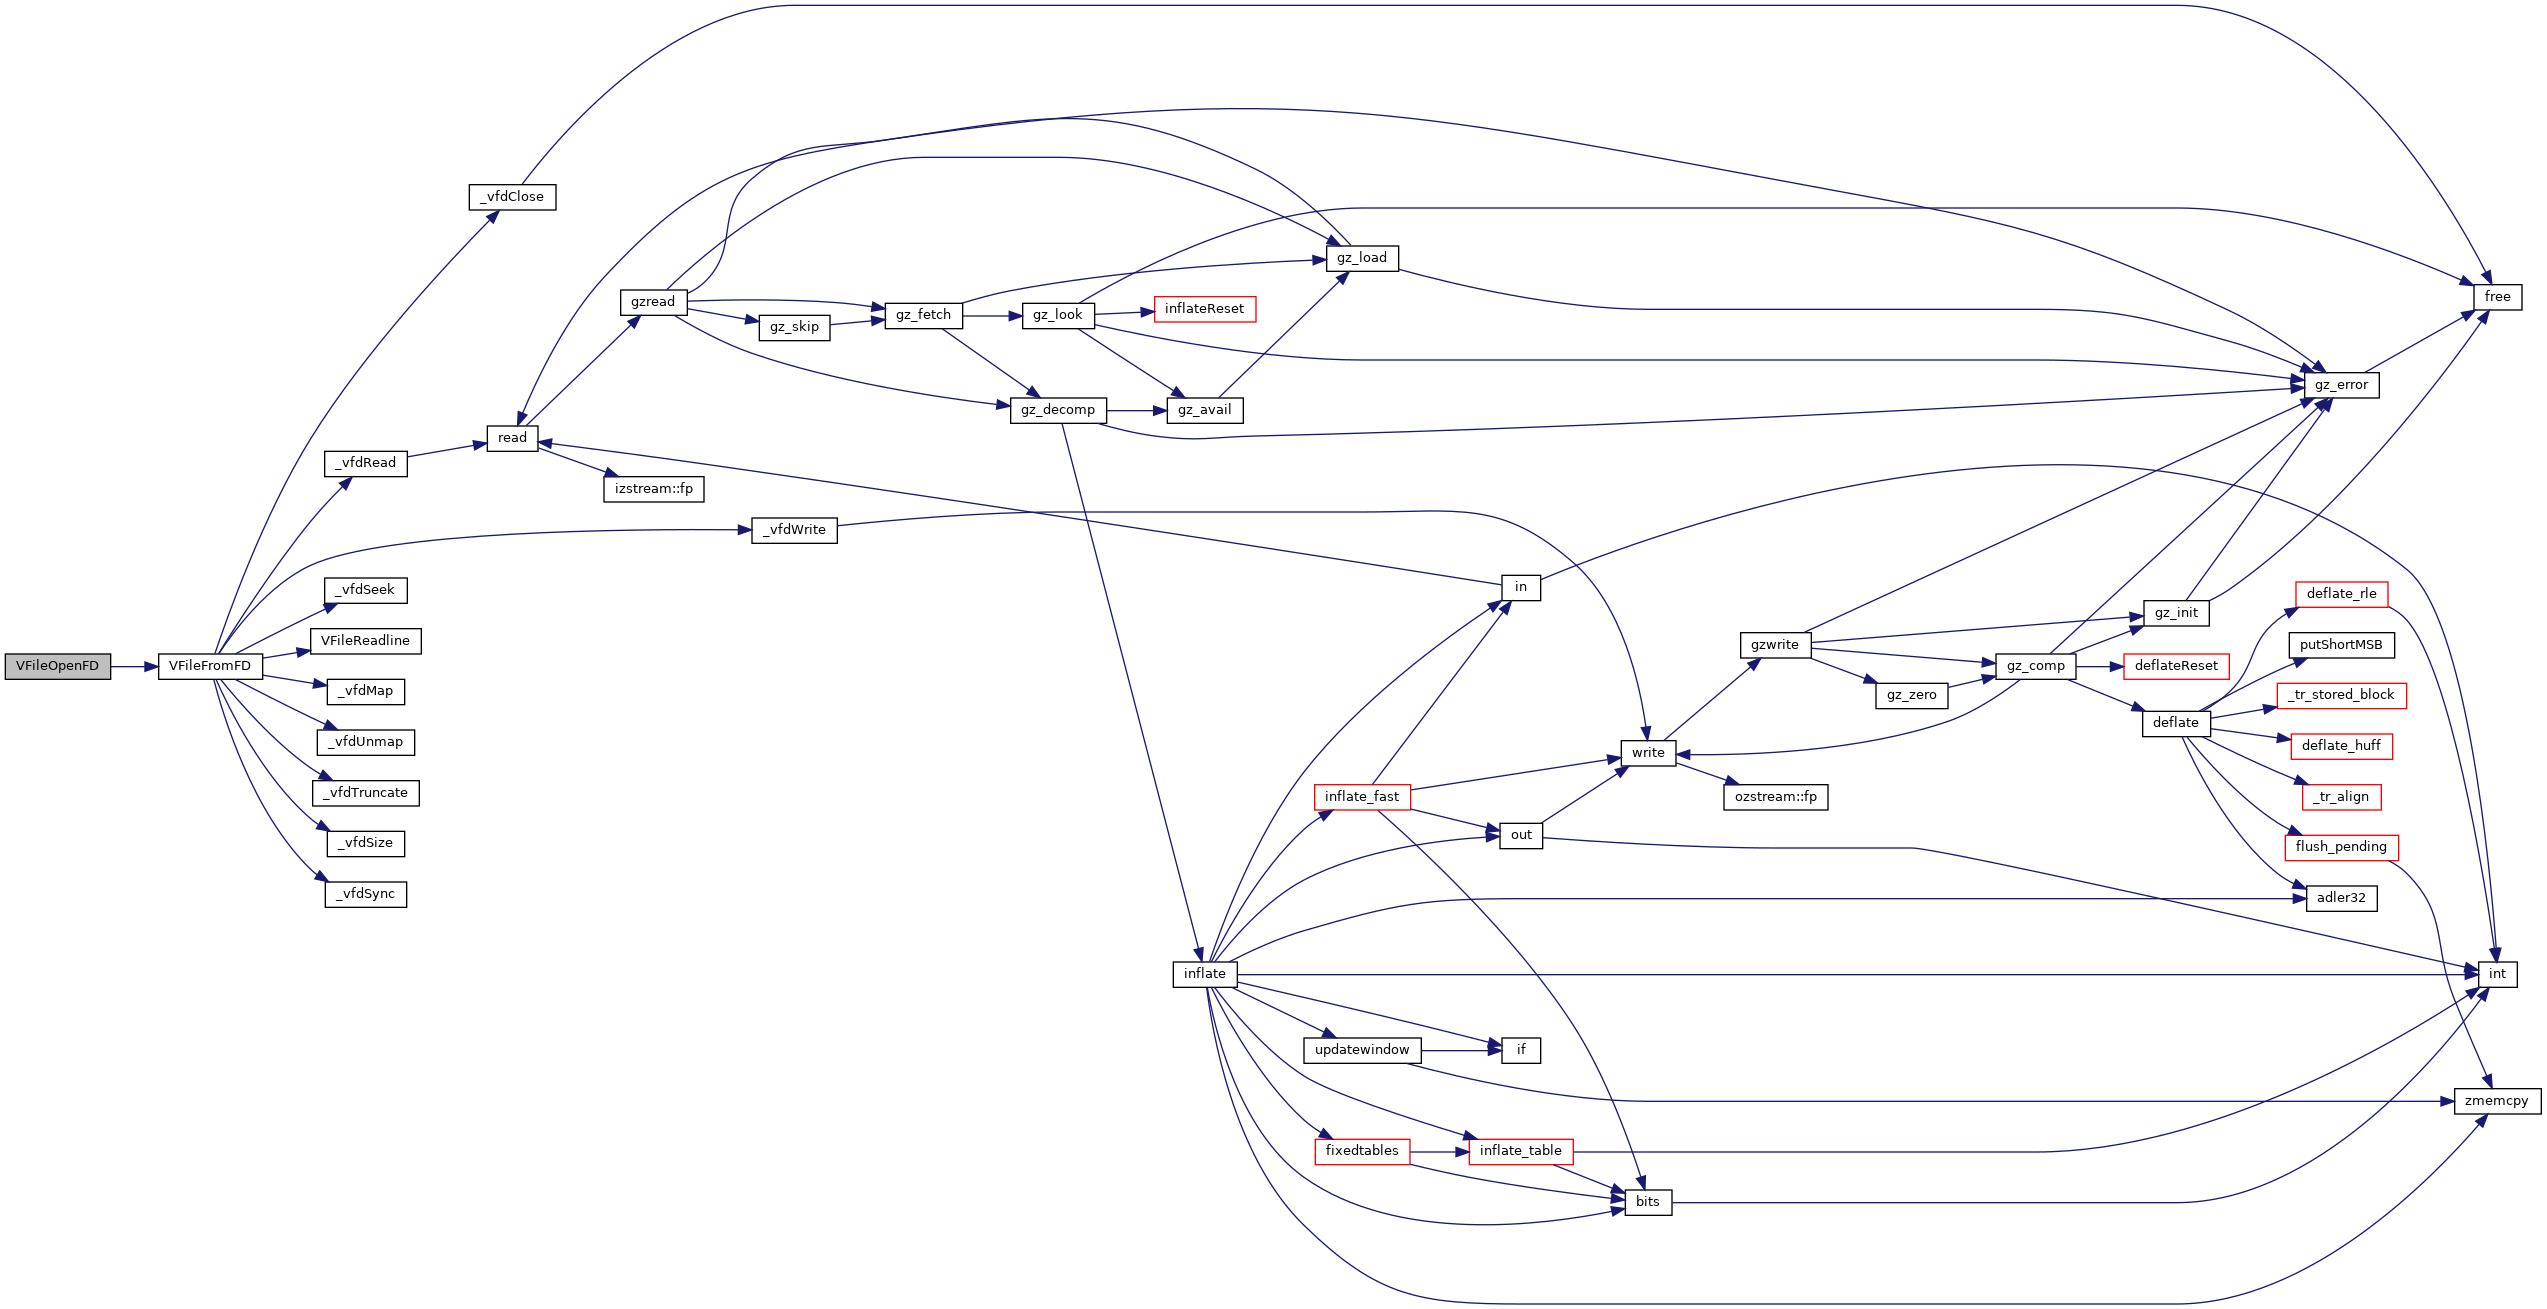 VFileOpenFD
VFileFromFD
_vfdClose
_vfdRead
_vfdWrite
_vfdSeek
VFileReadline
_vfdMap
_vfdUnmap
_vfdTruncate
_vfdSize
_vfdSync
read
izstream::fp
gzread
gz_skip
gz_fetch
gz_look
inflateReset
gz_decomp
gz_avail
gz_load
gz_error
free
in
inflate_fast
out
write
ozstream::fp
gzwrite
gz_zero
gz_comp
gz_init
deflateReset
deflate
deflate_rle
putShortMSB
_tr_stored_block
deflate_huff
_tr_align
flush_pending
adler32
inflate
int
updatewindow
if
zmemcpy
fixedtables
inflate_table
bits